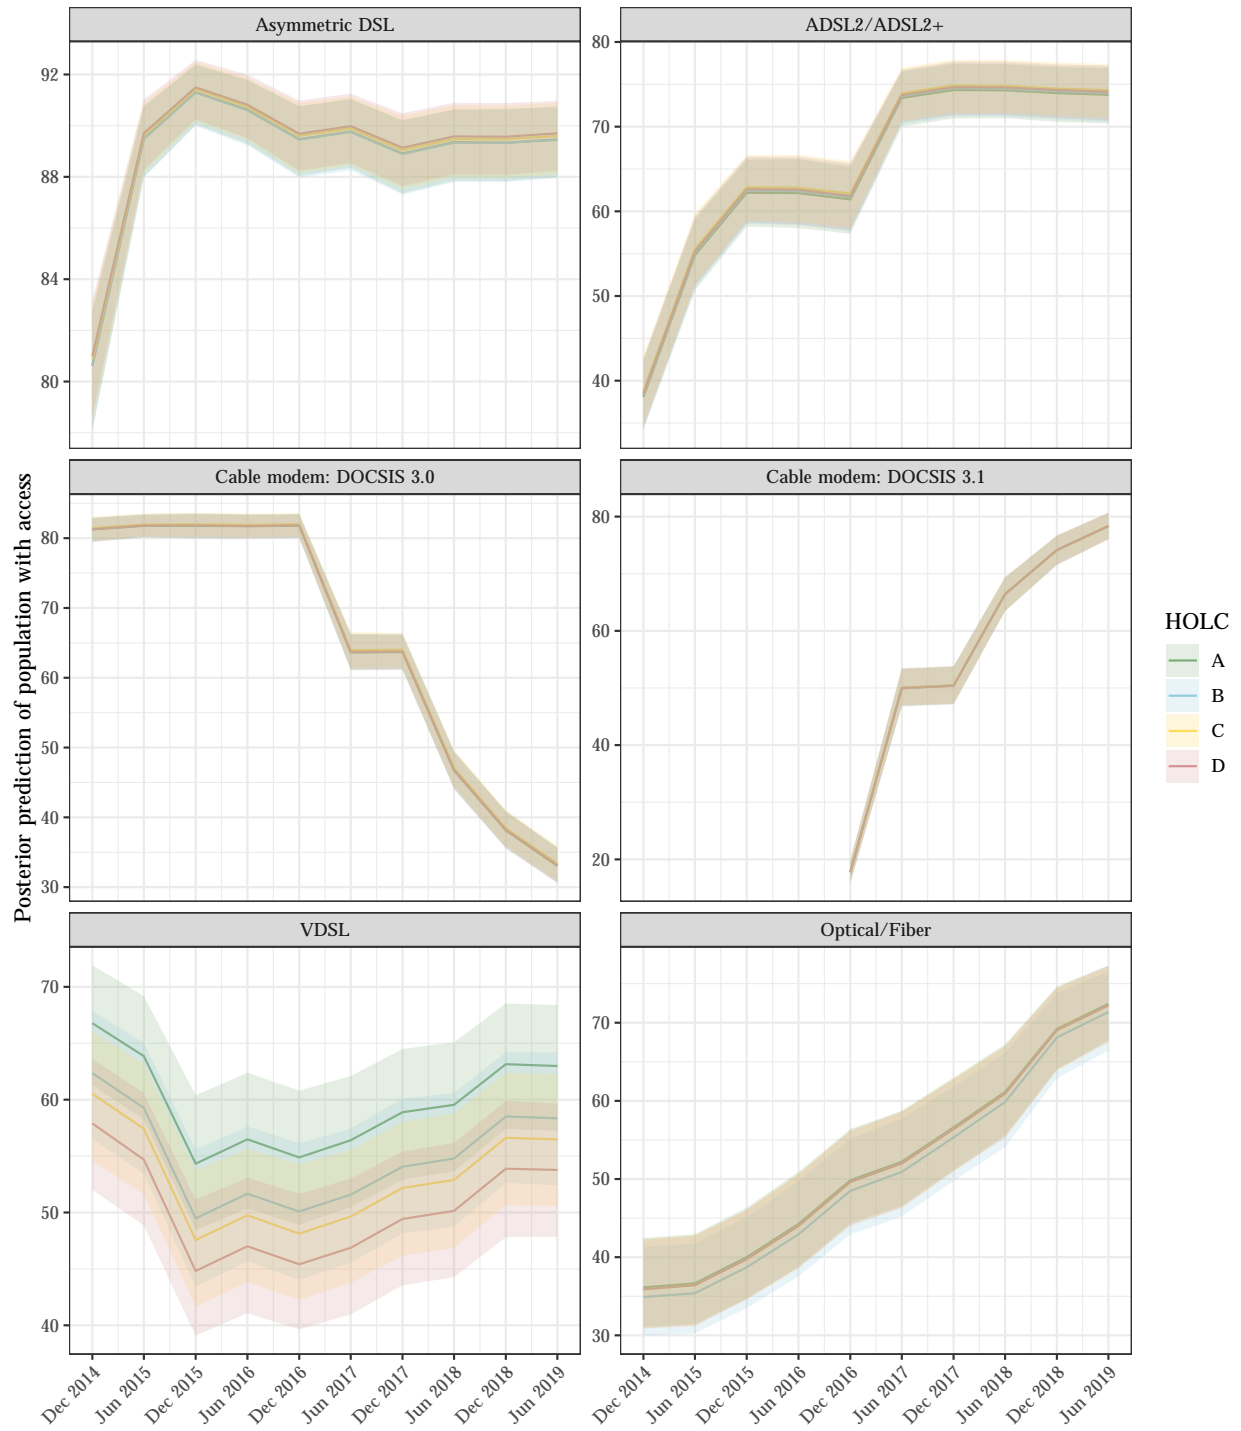 Asymmetric DSL
ADSL2/ADSL2+
92
88
84
80
80
70
60
50
40
Cable modem: DOCSIS 3.0
Cable modem: DOCSIS 3.1
80
70
60
50
40
30
80
60
40
20
Posterior prediction of population with access
HOLC
A
B
C
D
VDSL
Optical/Fiber
70
60
50
40
70
60
50
40
30
Dec 2014
Jun 2015
Dec 2015
Jun 2016
Dec 2016
Jun 2017
Dec 2017
Jun 2018
Dec 2018
Jun 2019
Dec 2014
Jun 2015
Dec 2015
Jun 2016
Dec 2016
Jun 2017
Dec 2017
Jun 2018
Dec 2018
Jun 2019